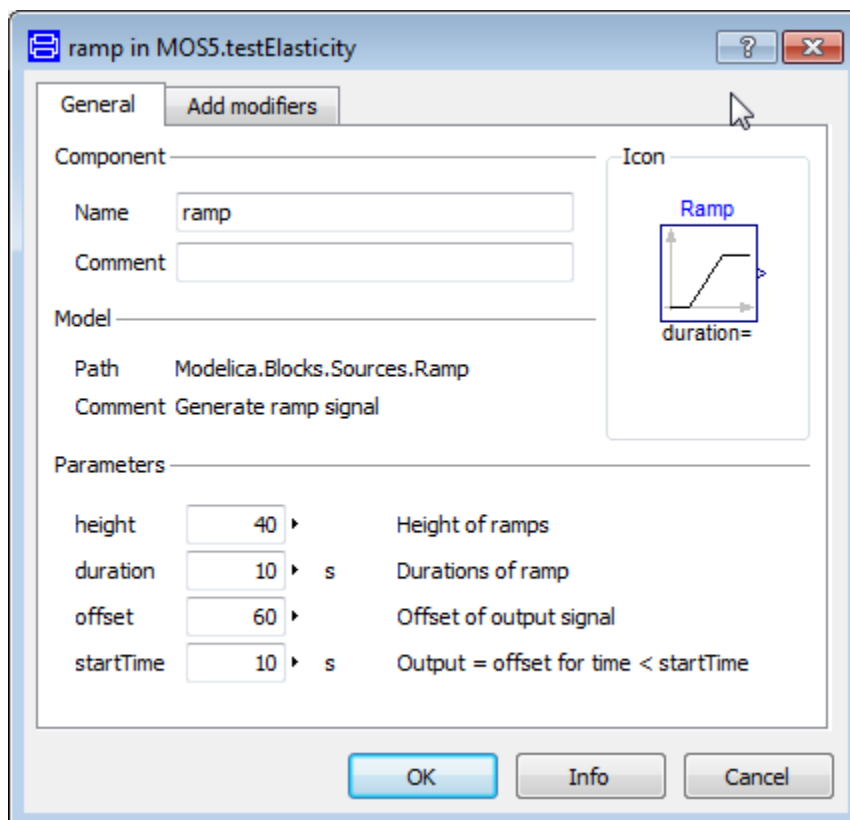 ramp in MOS5.testElasticity
?
General Add modifiers
Component
Icon
Name ramp
Ramp
Comment
duration=
Model
Path Modelica.Blocks.Sources.Ramp
Comment Generate ramp signal
Parameters
height 40 Height of ramps
duration 10 s Durations of ramp
offset 60 Offset of output signal
startTime 10 s Output = offset for time < startTime
OK Info Cancel